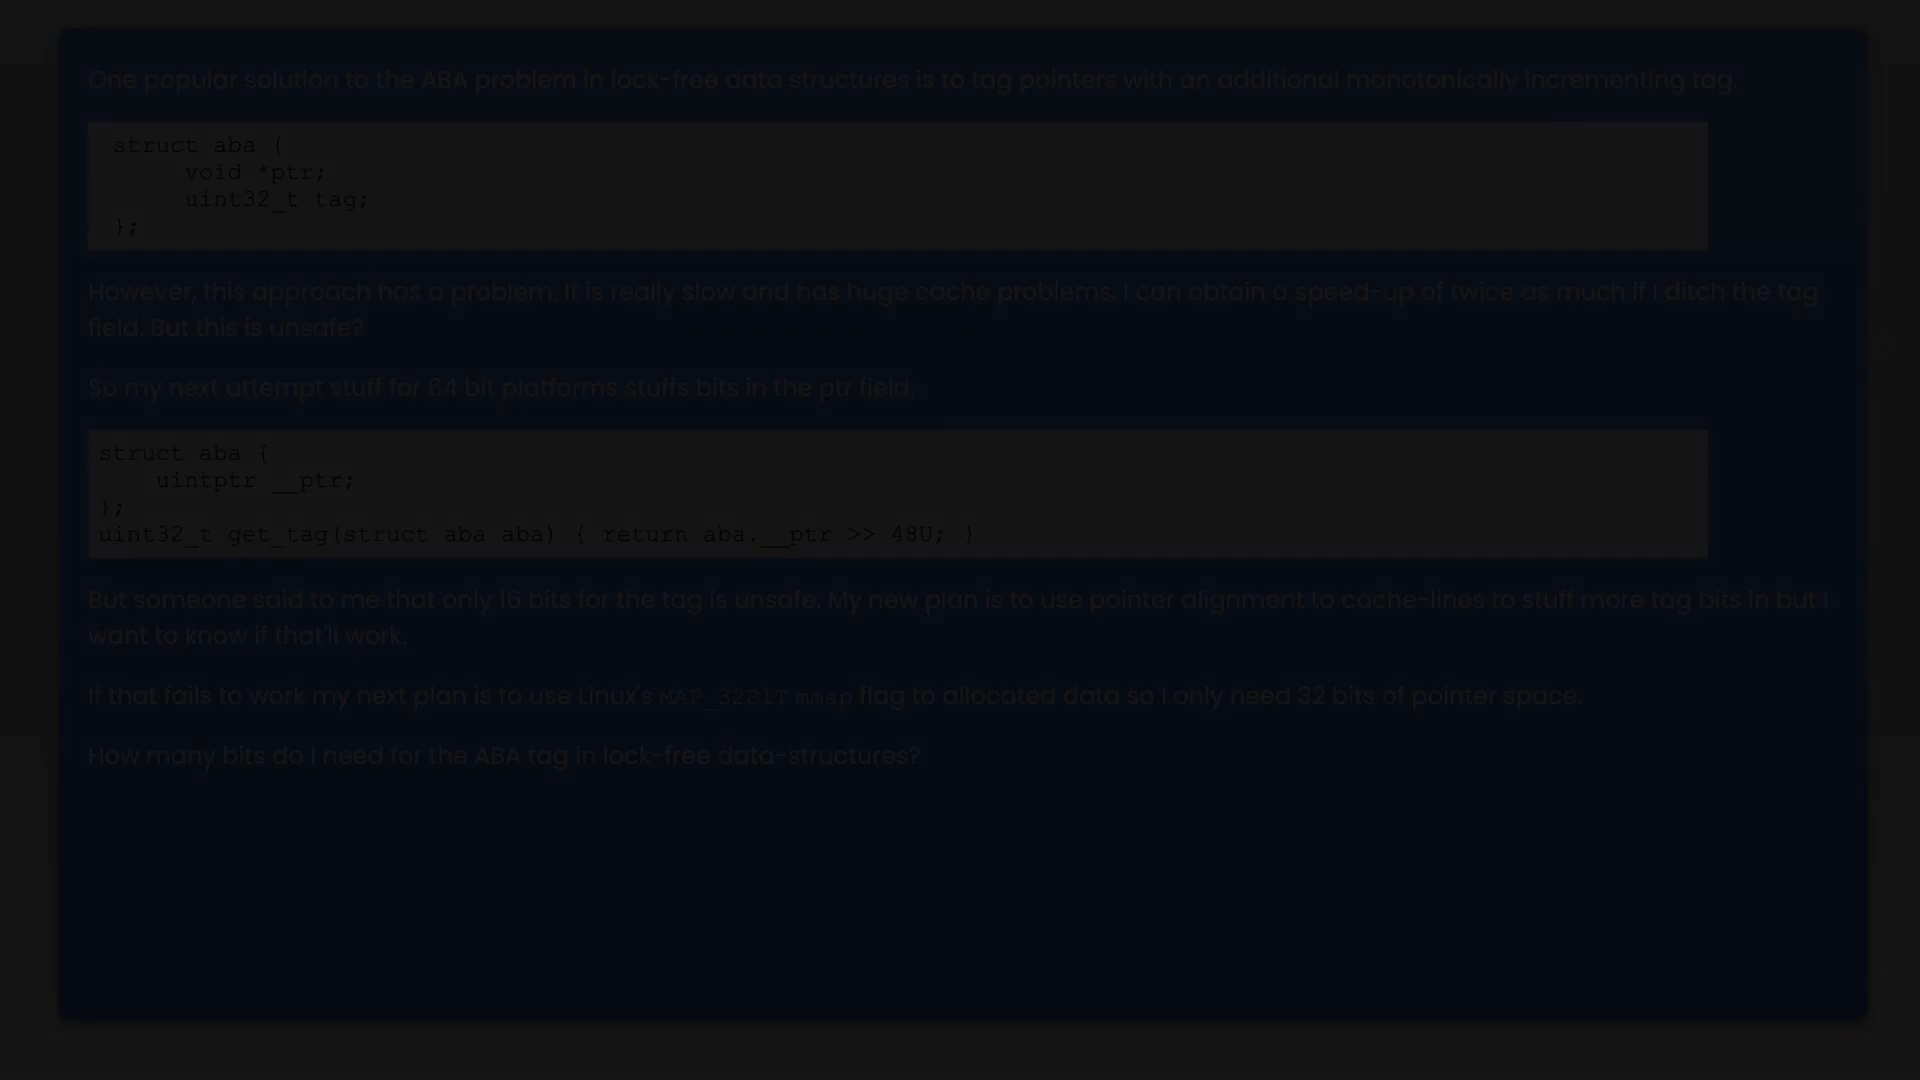 One popular solution to the ABA problem in lock-free data structures is to tag pointers with an additional monotonically incrementing tag.
struct aba {
void *ptr;
uint32_t tag;
};
However, this approach has a problem. It is really slow and has huge cache problems. I can obtain a speed-up of twice as much if I ditch the tag
field. But this is unsafe?
So my next attempt stuff for 64 bit platforms stuffs bits in the ptr field.
struct aba {
uintptr __ptr;
};
uint32_t get_tag(struct aba aba) { return aba.__ptr >> 48U; }
But someone said to me that only 16 bits for the tag is unsafe. My new plan is to use pointer alignment to cache-lines to stuff more tag bits in but I
want to know if that'll work.
If that fails to work my next plan is to use Linux's MAP_32BIT mmap flag to allocated data so I only need 32 bits of pointer space.
How many bits do I need for the ABA tag in lock-free data-structures?